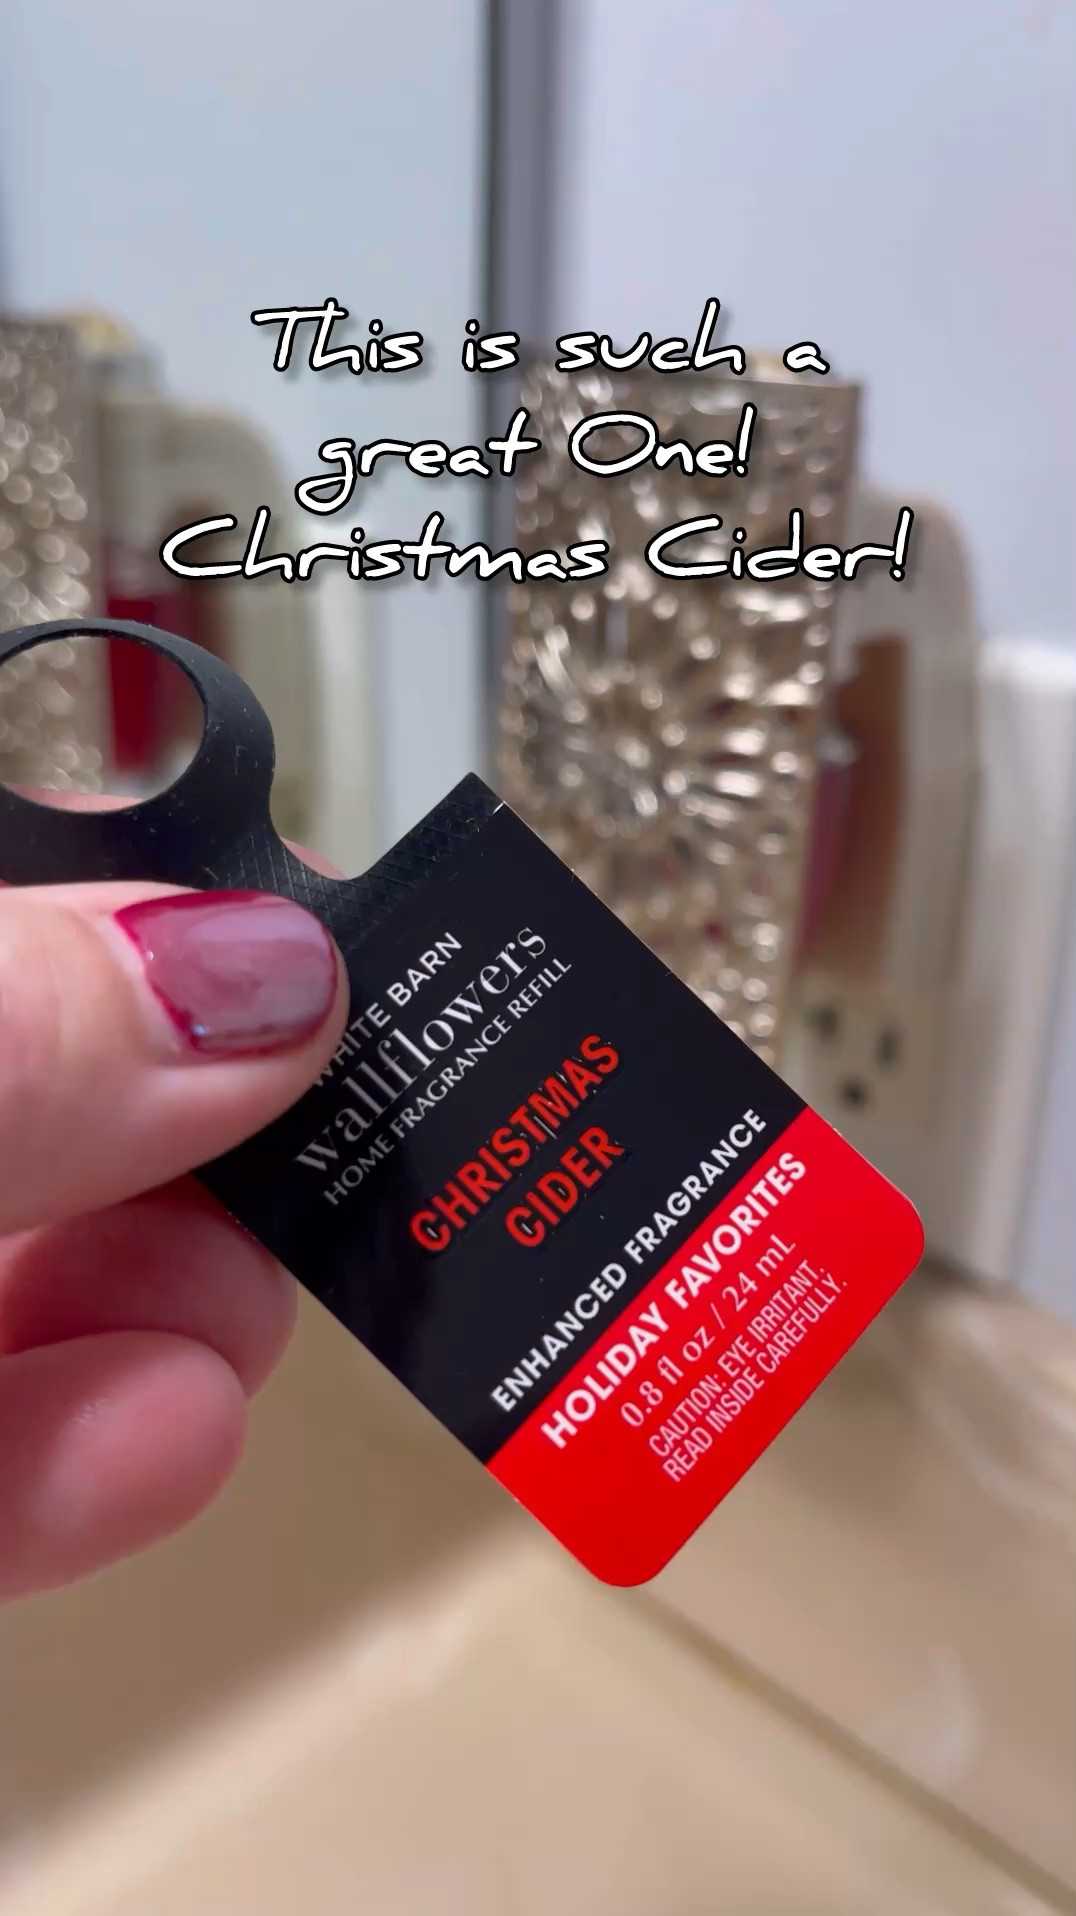 This is such a
great One!
Christmas Cider!
WHITE BARN
wallflowers
HOME FRAGRANCE REFILL
CHRISTMAS
CIDER
ENHANCED FRAGRANCE
HOLIDAY FAVORITES
0.8 fl oz / 24 mL
CAUTION: EYE IRRITANT.
READ INSIDE CAREFULLY.